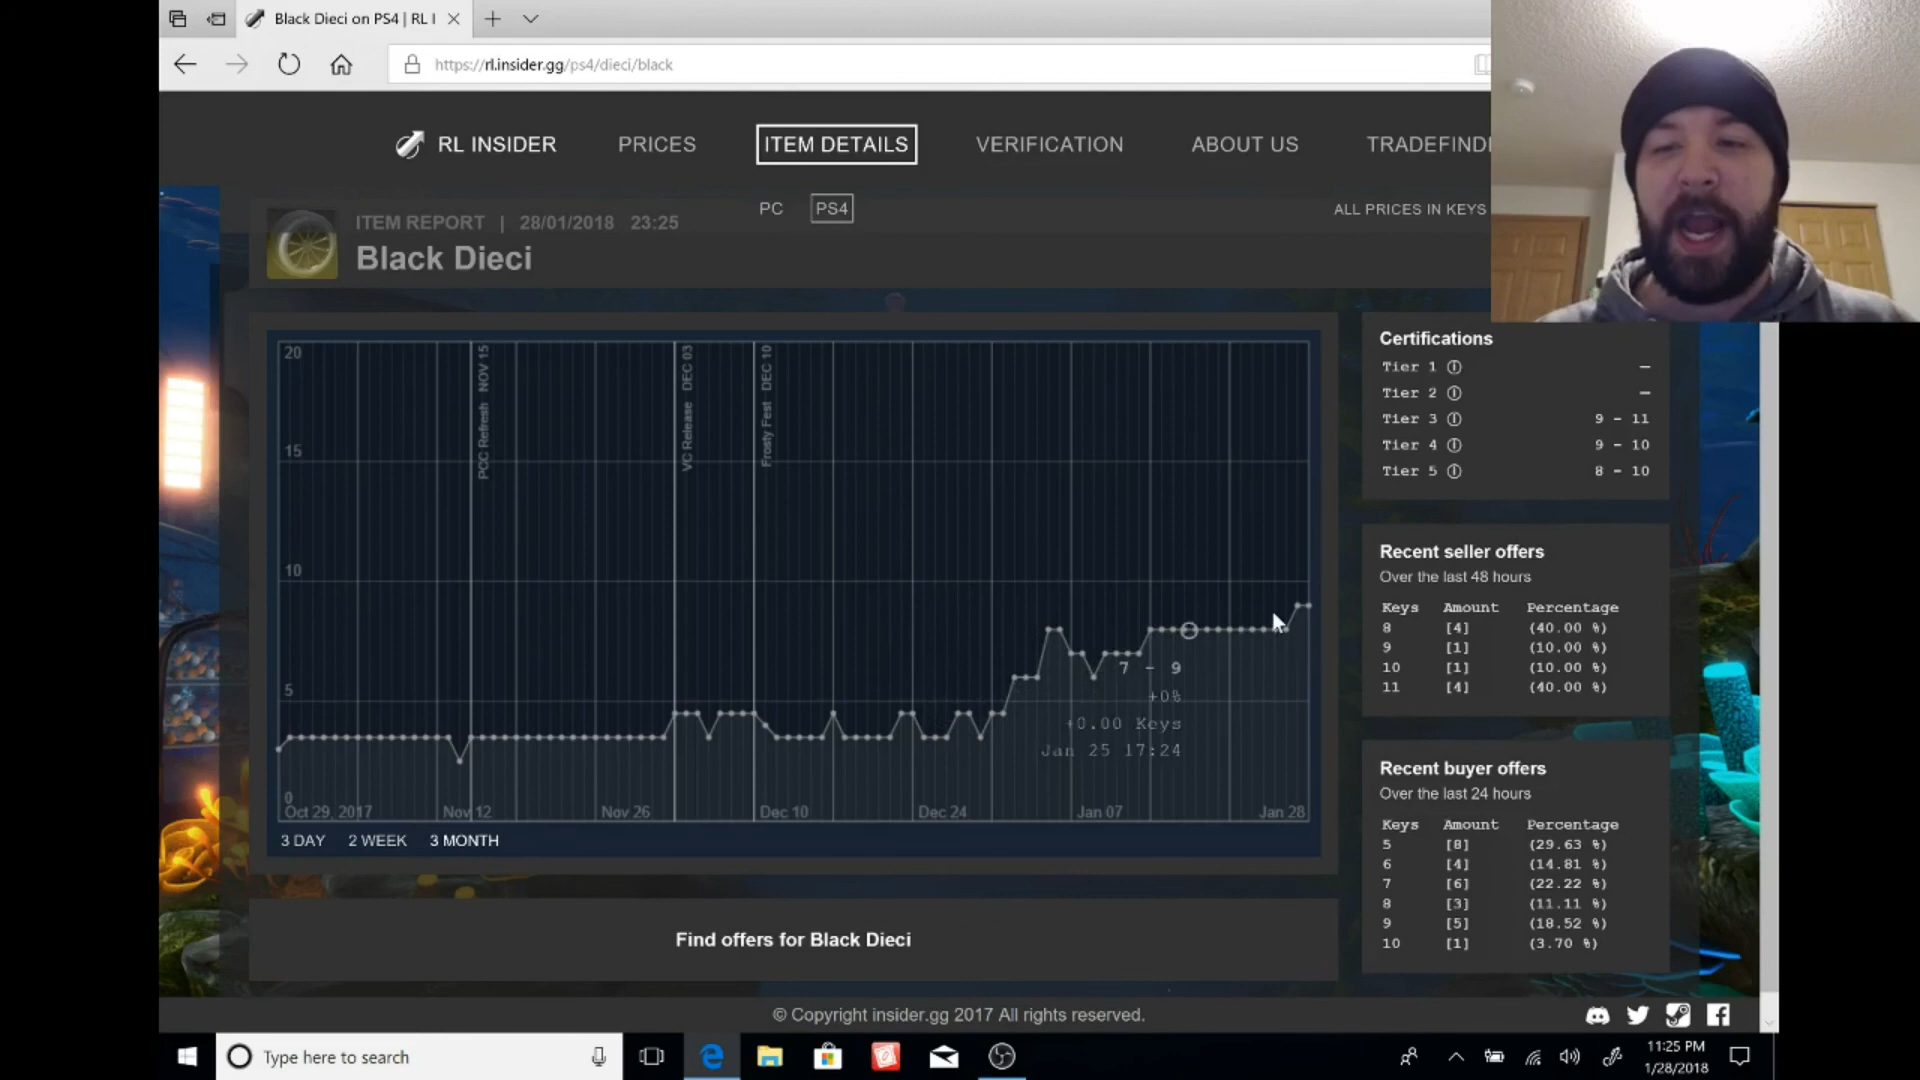 Black Dieci on PS4 | RL I
https://rl.insider.gg/ps4/dieci/black
RL INSIDER PRICES ITEM DETAILS VERIFICATION ABOUT US TRADEFIND
PC PS4
ALL PRICES IN KEYS
ITEM REPORT | 28/01/2018 23:25
Black Dieci
20
15
10
5
0
PCC Refresh NOV 15
VC Release DEC 03
Frosty Fest DEC 10
7 - 9
+0%
+0.00 Keys
Jan 25 17:24
Oct 29, 2017 Nov 12 Nov 26 Dec 10 Dec 24 Jan 07 Jan 28
3 DAY 2 WEEK 3 MONTH
Find offers for Black Dieci
Certifications
Tier 1 –
Tier 2 –
Tier 3 9 - 11
Tier 4 9 - 10
Tier 5 8 - 10
Recent seller offers
Over the last 48 hours
Keys Amount Percentage
8 [4] (40.00 %)
9 [1] (10.00 %)
10 [1] (10.00 %)
11 [4] (40.00 %)
Recent buyer offers
Over the last 24 hours
Keys Amount Percentage
5 [8] (29.63 %)
6 [4] (14.81 %)
7 [6] (22.22 %)
8 [3] (11.11 %)
9 [5] (18.52 %)
10 [1] (3.70 %)
© Copyright insider.gg 2017 All rights reserved.
Type here to search
11:25 PM
1/28/2018